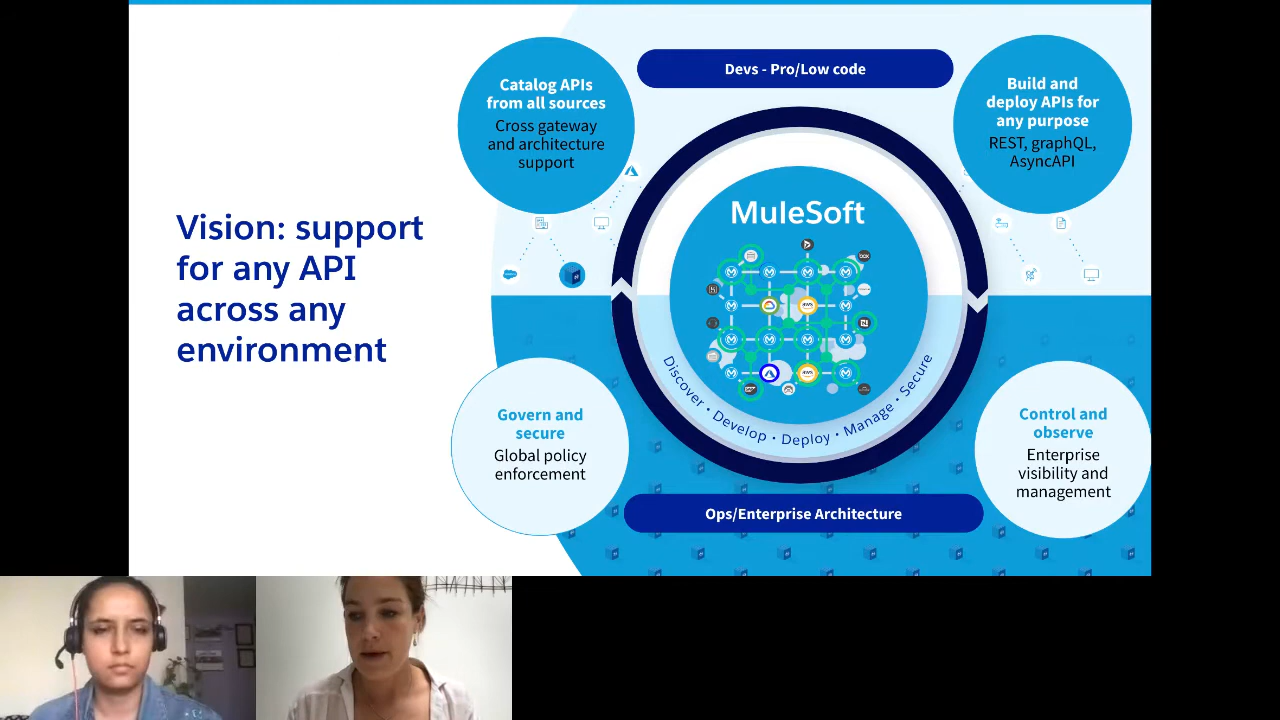 Vision: support
for any API
across any
environment
Catalog APIs
from all sources
Cross gateway
and architecture
support
Devs - Pro/Low code
Build and
deploy APIs for
any purpose
REST, graphQL,
AsyncAPI
MuleSoft
aws
aws
Discover • Develop • Deploy • Manage • Secure
Govern and
secure
Global policy
enforcement
Control and
observe
Enterprise
visibility and
management
Ops/Enterprise Architecture